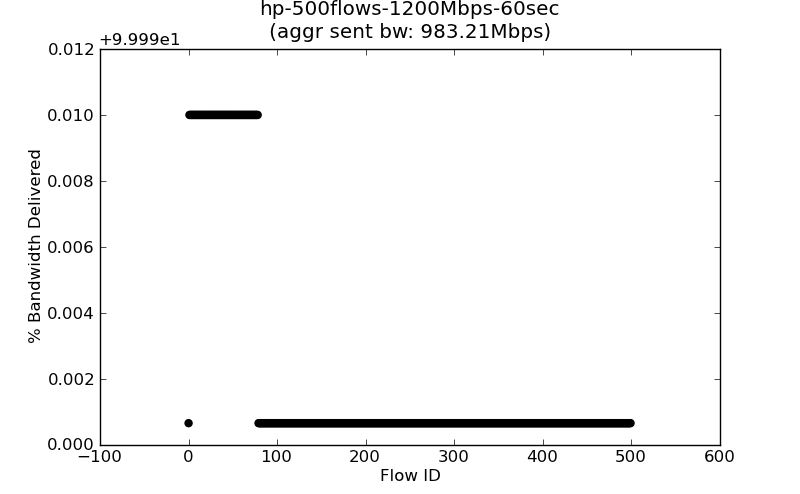 hp-500flows-1200Mbps-60sec
(aggr sent bw: 983.21Mbps)
+9.999e1
0.012
0.010
0.008
0.006
0.004
0.002
0.000
% Bandwidth Delivered
−100 0 100 200 300 400 500 600
Flow ID